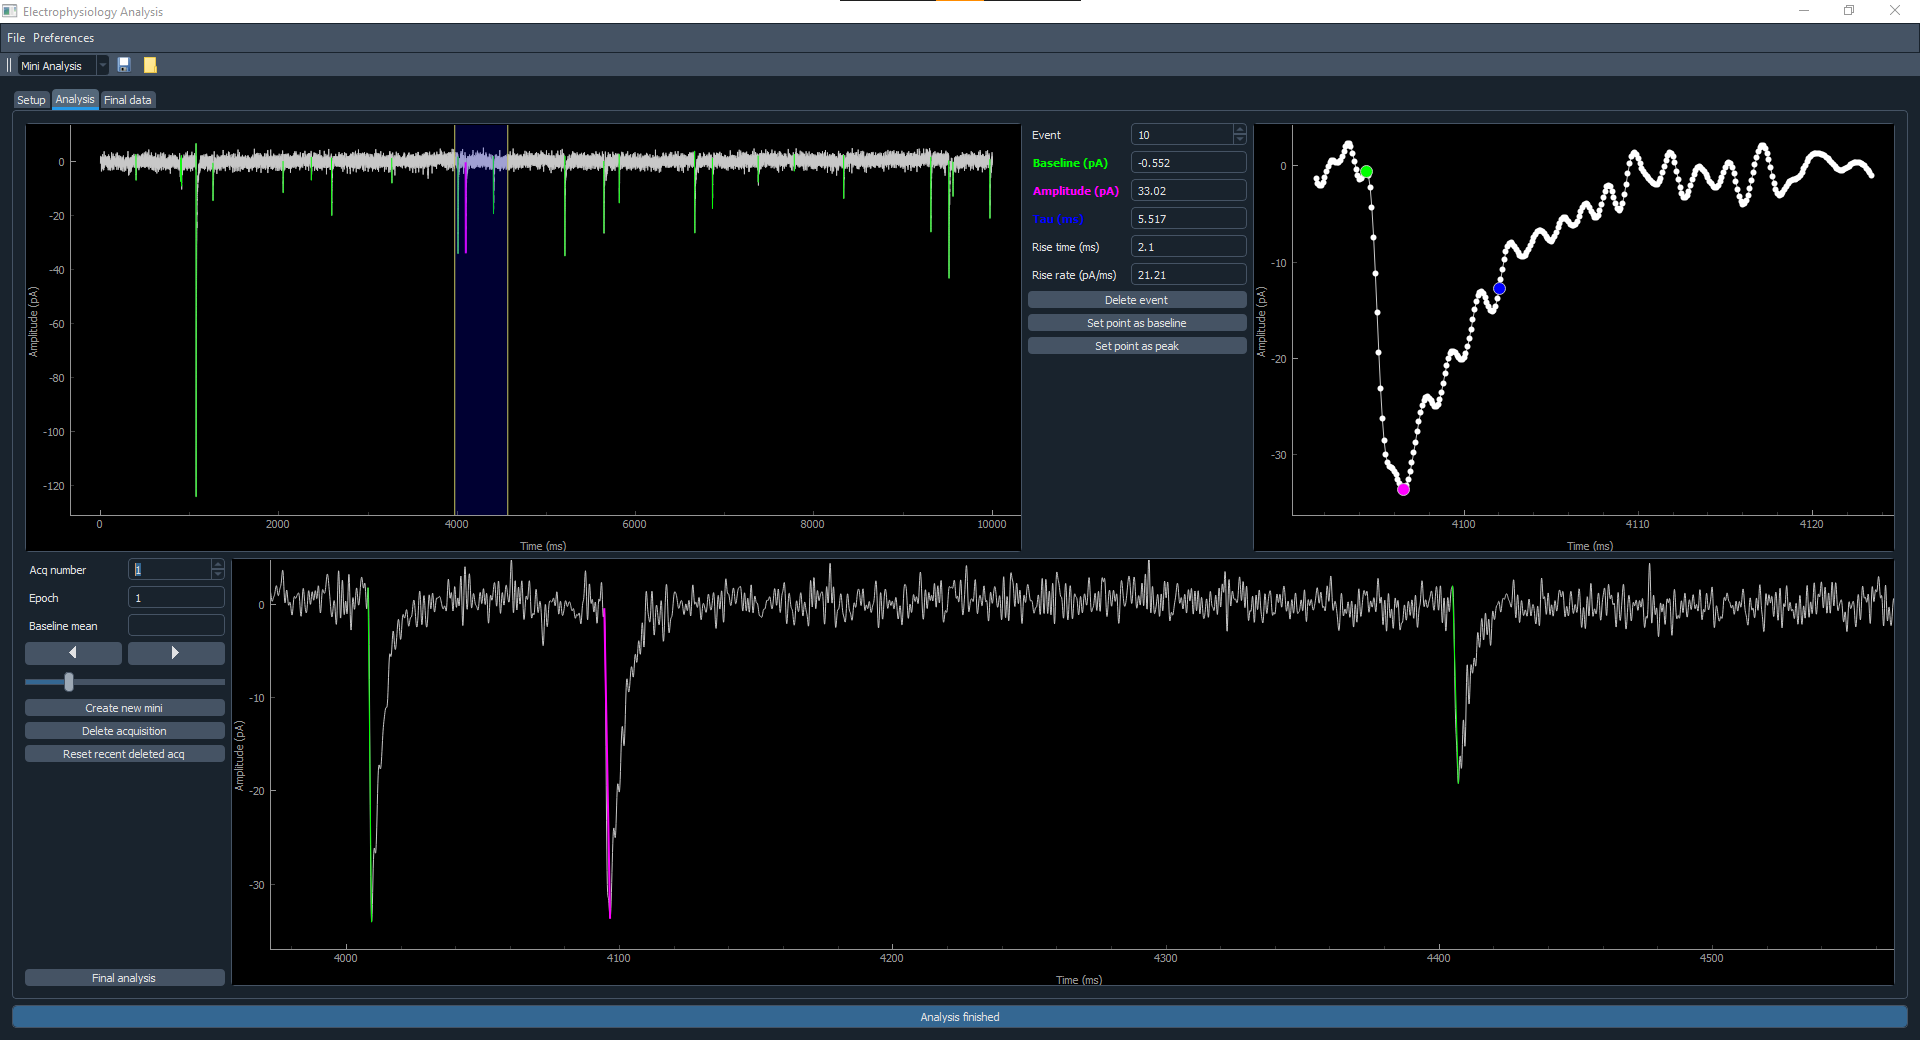 Electrophysiology Analysis
File Preferences
Mini Analysis
Setup Analysis Final data
0
-20
-40
-60
-80
-100
-120
Amplitude (pA)
0 2000 4000 6000 8000 10000
Time (ms)
Event 10
Baseline (pA) -0.552
Amplitude (pA) 33.02
Tau (ms) 5.517
Rise time (ms) 2.1
Rise rate (pA/ms) 21.21
Delete event
Set point as baseline
Set point as peak
0
-10
-20
-30
Amplitude (pA)
4100 4110 4120
Time (ms)
Acq number 1
Epoch 1
Baseline mean
Create new mini
Delete acquisition
Reset recent deleted acq
Final analysis
0
-10
-20
-30
Amplitude (pA)
4000 4100 4200 4300 4400 4500
Time (ms)
Analysis finished